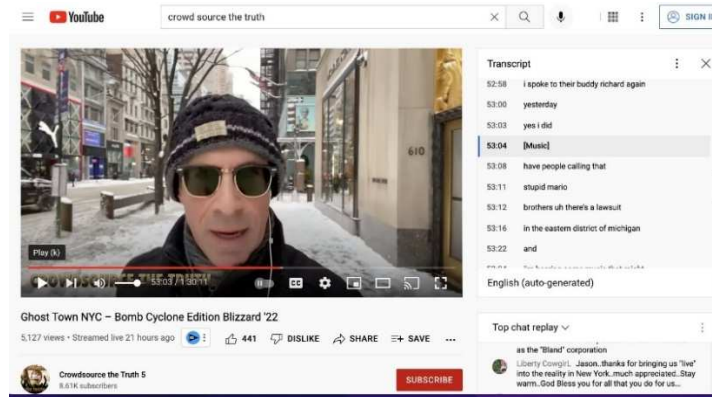 YouTube
crowd source the truth
SIGN I
Transcript
52:58 i spoke to their buddy richard again
53:00 yesterday
53:03 yes i did
53:04 [Music]
53:08 have people calling that
53:11 stupid mario
53:12 brothers uh there's a lawsuit
53:16 in the eastern district of michigan
53:22 and
English (auto-generated)
610
Play (k)
CROWDSOURCE THE TRUTH
53:03 / 1:30:11
CC
Ghost Town NYC – Bomb Cyclone Edition Blizzard '22
5,127 views • Streamed live 21 hours ago
441 DISLIKE SHARE SAVE
Crowdsource the Truth 5
8.61K subscribers
SUBSCRIBE
Top chat replay
as the "Bland" corporation
Liberty Cowgirl Jason..thanks for bringing us "live"
into the reality in New York..much appreciated..Stay
warm..God Bless you for all that you do for us...